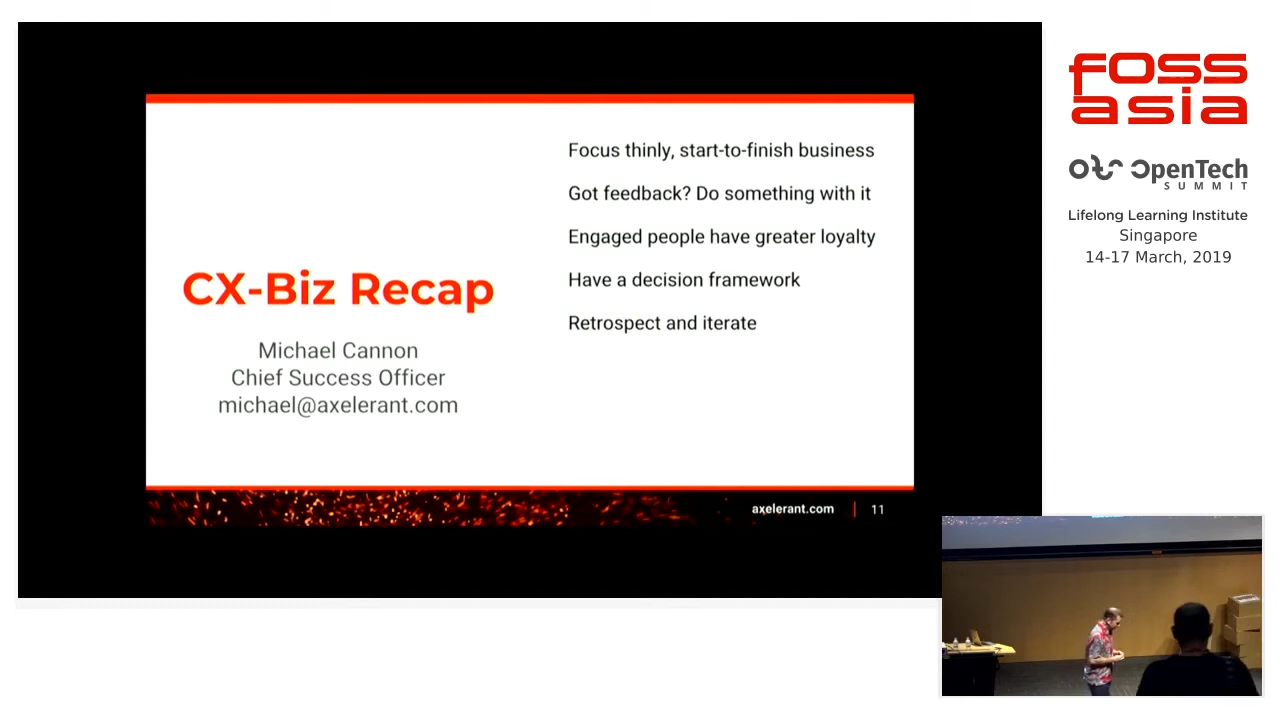 CX-Biz Recap
Michael Cannon
Chief Success Officer
michael@axelerant.com
Focus thinly, start-to-finish business
Got feedback? Do something with it
Engaged people have greater loyalty
Have a decision framework
Retrospect and iterate
axelerant.com | 11
fOSS
asia
OTS OpenTech
SUMMIT
Lifelong Learning Institute
Singapore
14-17 March, 2019